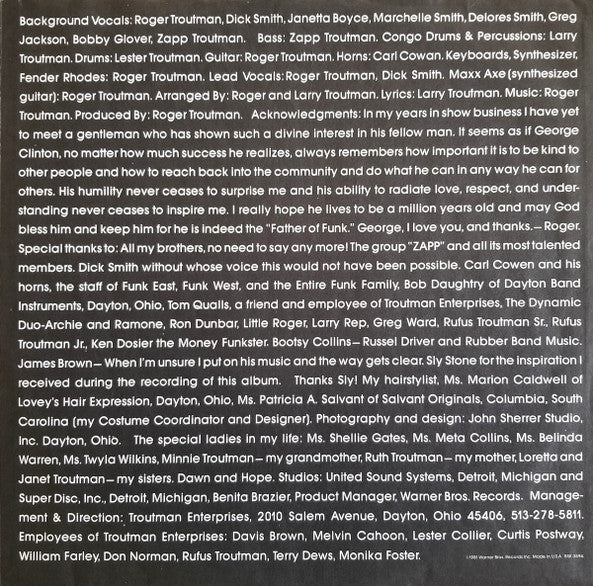 Background Vocals: Roger Troutman, Dick Smith, Janetta Boyce, Marchelle Smith, Delores Smith, Greg
Jackson, Bobby Glover, Zapp Troutman. Bass: Zapp Troutman. Congo Drums & Percussions: Larry
Troutman. Drums: Lester Troutman. Guitar: Roger Troutman. Horns: Carl Cowan. Keyboards, Synthesizer,
Fender Rhodes: Roger Troutman. Lead Vocals: Roger Troutman, Dick Smith. Maxx Axe (synthesized
guitar): Roger Troutman. Arranged By: Roger and Larry Troutman. Lyrics: Larry Troutman. Music: Roger
Troutman. Produced By: Roger Troutman. Acknowledgments: In my years in show business I have yet
to meet a gentleman who has shown such a divine interest in his fellow man. It seems as if George
Clinton, no matter how much success he realizes, always remembers how important it is to be kind to
other people and how to reach back into the community and do what he can in any way he can for
others. His humility never ceases to surprise me and his ability to radiate love, respect, and under-
standing never ceases to inspire me. I really hope he lives to be a million years old and may God
bless him and keep him for he is indeed the "Father of Funk." George, I love you, and thanks.—Roger.
Special thanks to: All my brothers, no need to say any more! The group "ZAPP" and all its most talented
members. Dick Smith without whose voice this would not have been possible. Carl Cowen and his
horns, the staff of Funk East, Funk West, and the Entire Funk Family, Bob Daughtry of Dayton Band
Instruments, Dayton, Ohio, Tom Qualls, a friend and employee of Troutman Enterprises, The Dynamic
Duo-Archie and Ramone, Ron Dunbar, Little Roger, Larry Rep, Greg Ward, Rufus Troutman Sr., Rufus
Troutman Jr., Ken Dosier the Money Funkster. Bootsy Collins—Russel Driver and Rubber Band Music.
James Brown—When I'm unsure I put on his music and the way gets clear. Sly Stone for the inspiration I
received during the recording of this album. Thanks Sly! My hairstylist, Ms. Marion Caldwell of
Lovey's Hair Expression, Dayton, Ohio, Ms. Patricia A. Salvant of Salvant Originals, Columbia, South
Carolina (my Costume Coordinator and Designer). Photography and design: John Sherrer Studio,
Inc. Dayton, Ohio. The special ladies in my life: Ms. Shellie Gates, Ms. Meta Collins, Ms. Belinda
Warren, Ms. Twyla Wilkins, Minnie Troutman—my grandmother, Ruth Troutman—my mother, Loretta and
Janet Troutman—my sisters. Dawn and Hope. Studios: United Sound Systems, Detroit, Michigan and
Super Disc, Inc., Detroit, Michigan, Benita Brazier, Product Manager, Warner Bros. Records. Manage-
ment & Direction: Troutman Enterprises, 2010 Salem Avenue, Dayton, Ohio 45406, 513-278-5811.
Employees of Troutman Enterprises: Davis Brown, Melvin Cahoon, Lester Collier, Curtis Postway,
William Farley, Don Norman, Rufus Troutman, Terry Dews, Monika Foster.
Warner Bros. Records Inc. Made in U.S.A. BSK 3594